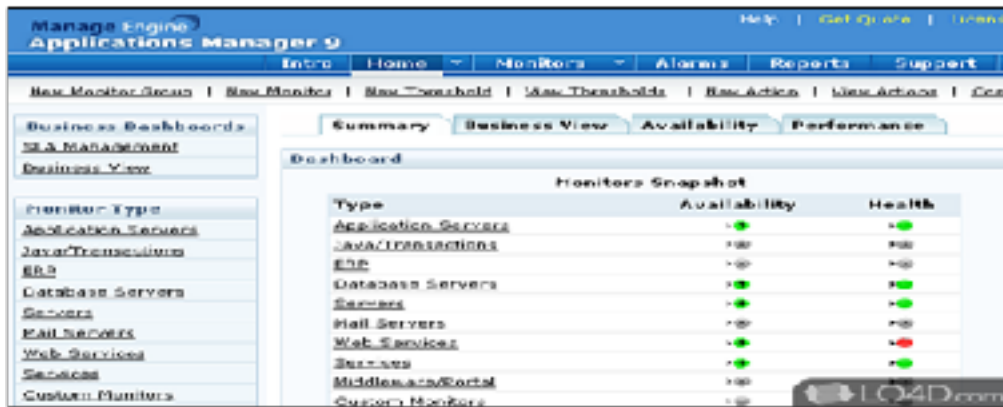 Manage Engine
Applications Manager 9
Help | Get Quote |
Intro Home Monitors Alarms Reports Support
New Monitor Group | New Monitor | New Threshold | View Thresholds | New Action | View Actions |
Business Dashboards
SLA Management
Business View
Monitor Type
Application Servers
Java/Transactions
ERP
Database Servers
Servers
Mail Servers
Web Services
Services
Custom Monitors
Summary Business View Availability Performance
Dashboard
Monitors Snapshot
Type Availability Health
Application Servers
Java/Transactions
ERP
Database Servers
Servers
Mail Servers
Web Services
Services
Middleware/Portal
Custom Monitors
LO4D.com